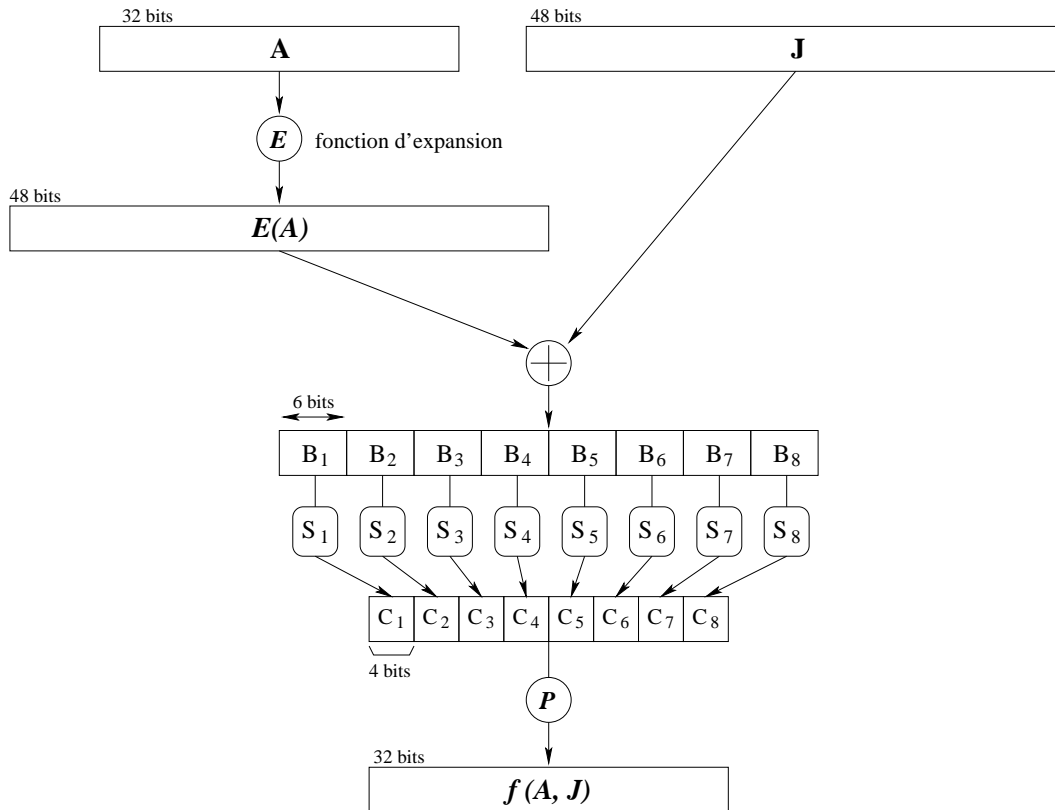 32 bits
48 bits
A
J
E
fonction d'expansion
48 bits
E(A)
6 bits
B1 B2 B3 B4 B5 B6 B7 B8
S1 S2 S3 S4 S5 S6 S7 S8
C1 C2 C3 C4 C5 C6 C7 C8
4 bits
P
32 bits
f (A, J)